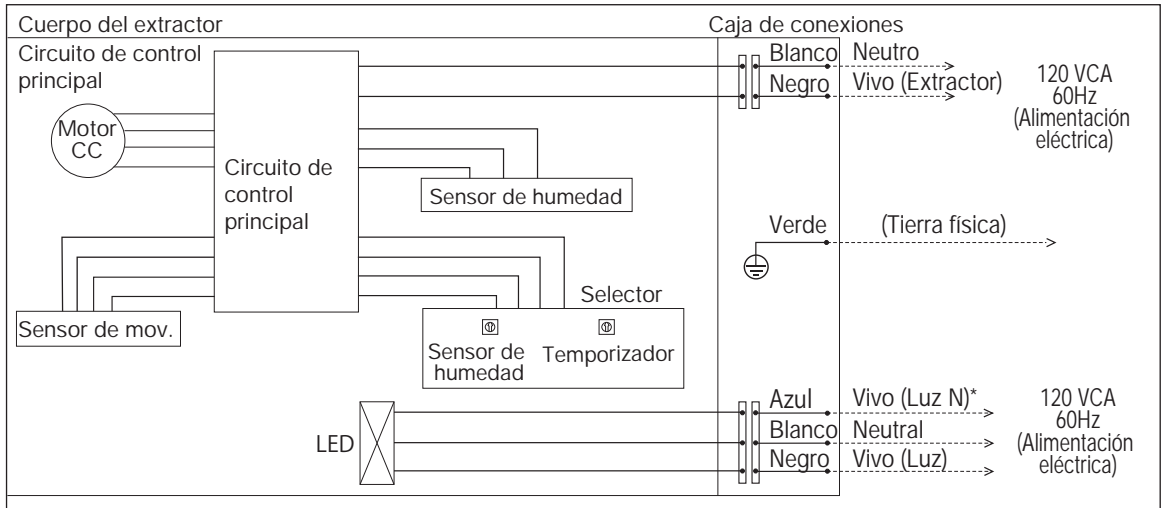 Cuerpo del extractor
Caja de conexiones
Circuito de control
principal
Blanco
Neutro
Negro
Vivo (Extractor)
120 VCA
60Hz
(Alimentación
eléctrica)
Motor
CC
Circuito de
control
principal
Sensor de humedad
Verde
(Tierra física)
Selector
Sensor de mov.
Sensor de
humedad
Temporizador
LED
Azul
Vivo (Luz N)*
Blanco
Neutral
Negro
Vivo (Luz)
120 VCA
60Hz
(Alimentación
eléctrica)